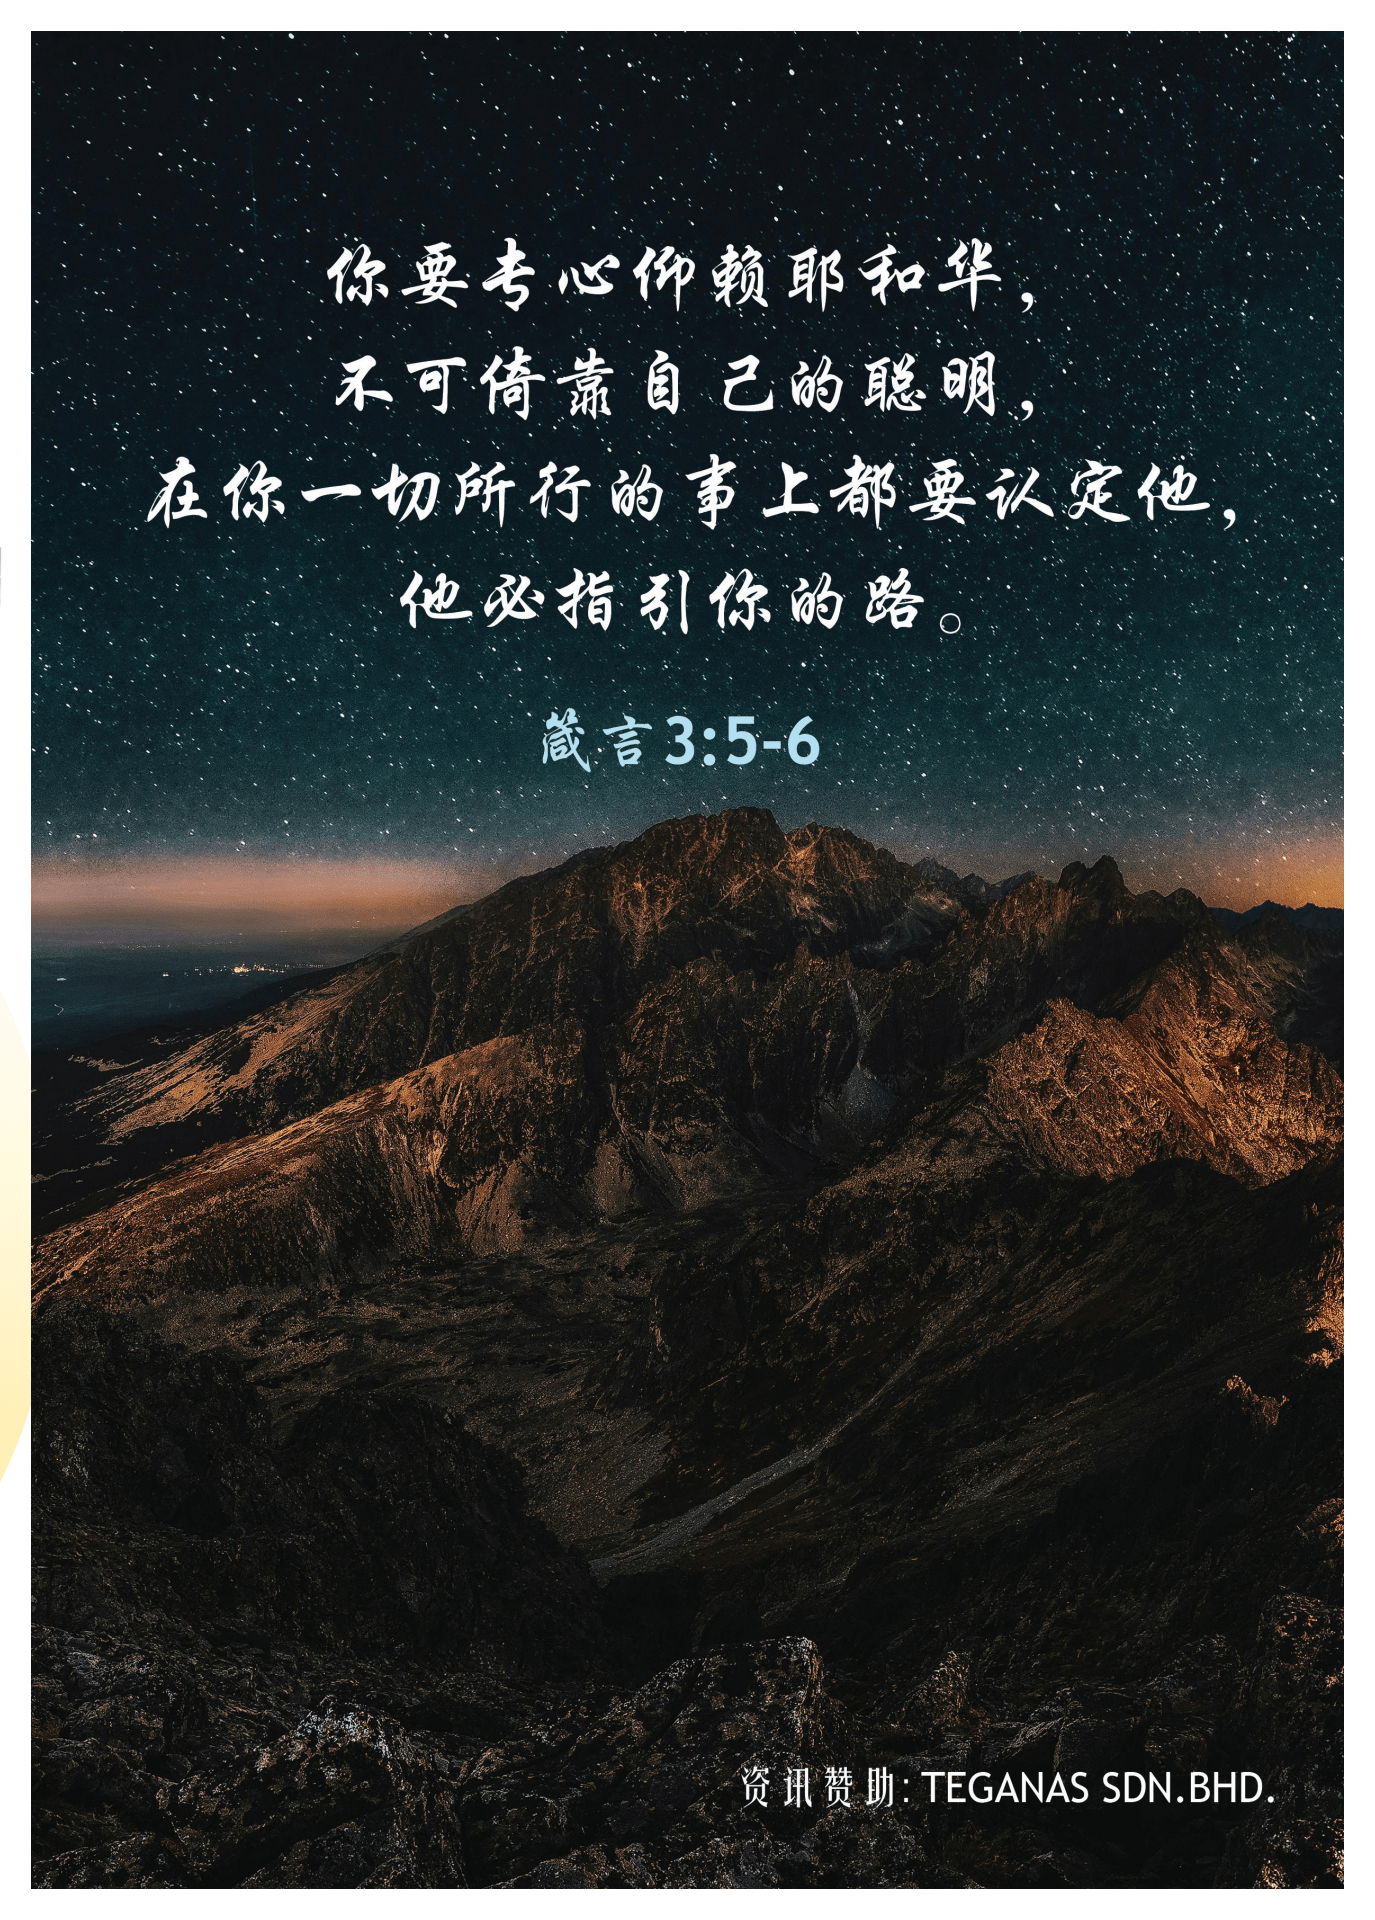 你要专心仰赖耶和华，
不可倚靠自己的聪明，
在你一切所行的事上都要认定他，
他必指引你的路。
箴言3:5-6
资讯赞助: TEGANAS SDN.BHD.